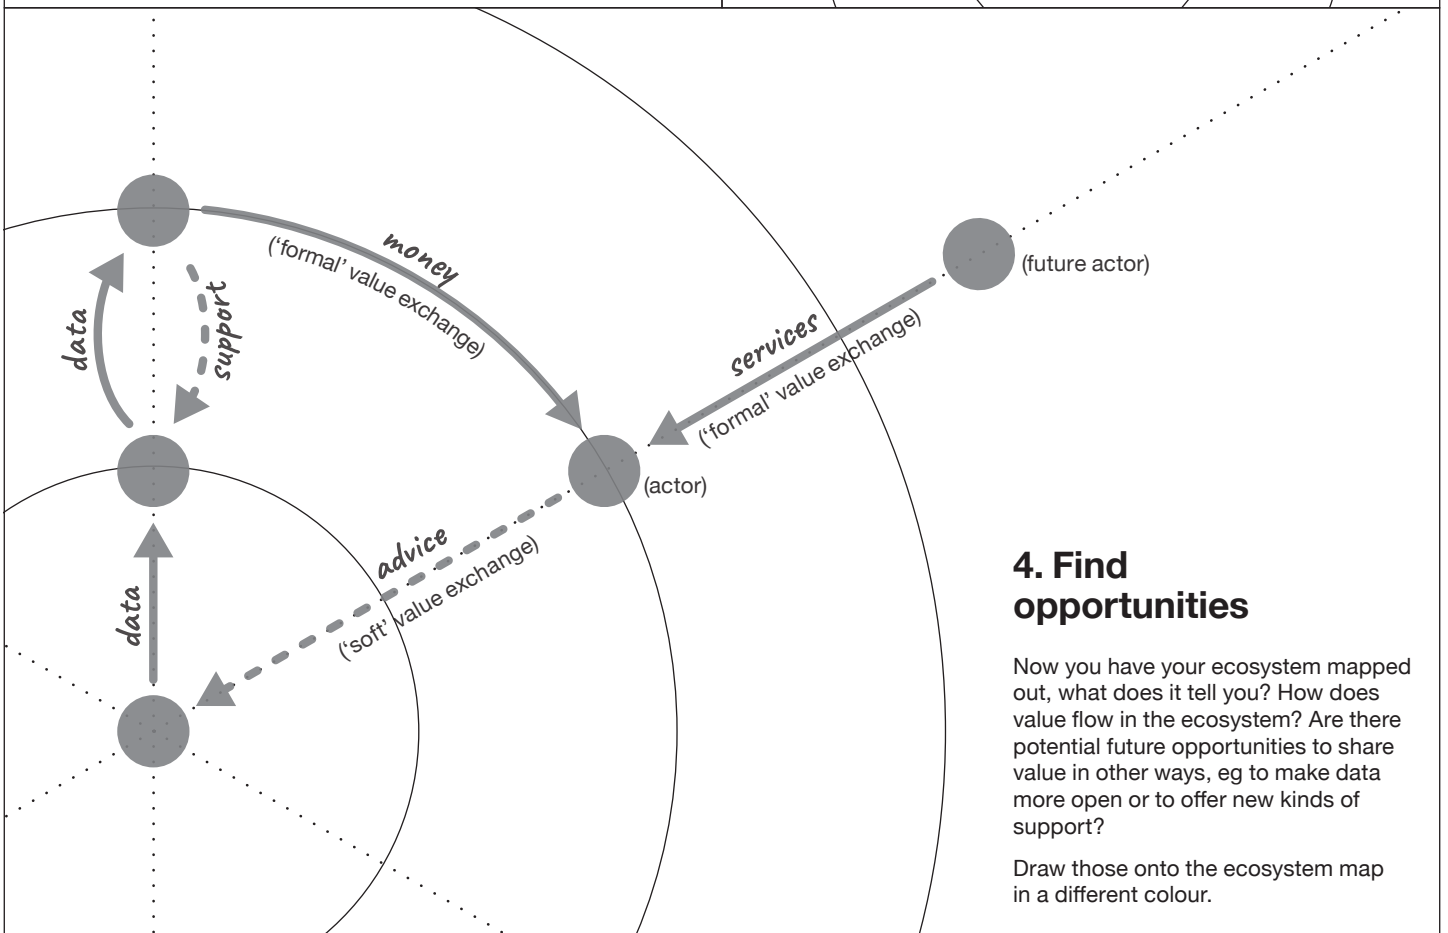 money
(‘formal’ value exchange)
data
support
(future actor)
services
(‘formal’ value exchange)
(actor)
advice
(‘soft’ value exchange)
data
4. Find
opportunities
Now you have your ecosystem mapped
out, what does it tell you? How does
value flow in the ecosystem? Are there
potential future opportunities to share
value in other ways, eg to make data
more open or to offer new kinds of
support?
Draw those onto the ecosystem map
in a different colour.